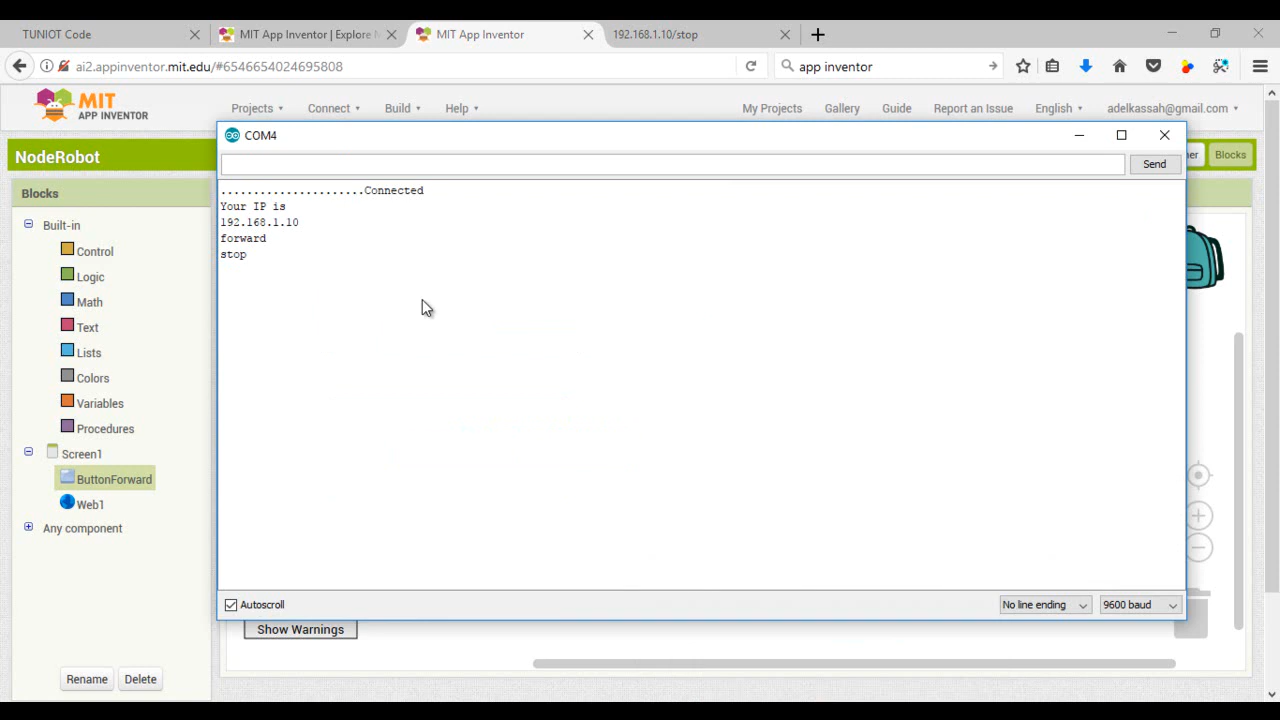 TUNIOT Code
MIT App Inventor | Explore
MIT App Inventor
192.168.1.10/stop
ai2.appinventor.mit.edu/#6546654024695808
app inventor
MIT
APP INVENTOR
Projects
Connect
Build
Help
My Projects
Gallery
Guide
Report an Issue
English
adelkassah@gmail.com
NodeRobot
Blocks
COM4
Send
Blocks
Built-in
Control
Logic
Math
Text
Lists
Colors
Variables
Procedures
Screen1
ButtonForward
Web1
Any component
Rename
Delete
......................Connected
Your IP is
192.168.1.10
forward
stop
Autoscroll
No line ending
9600 baud
Show Warnings